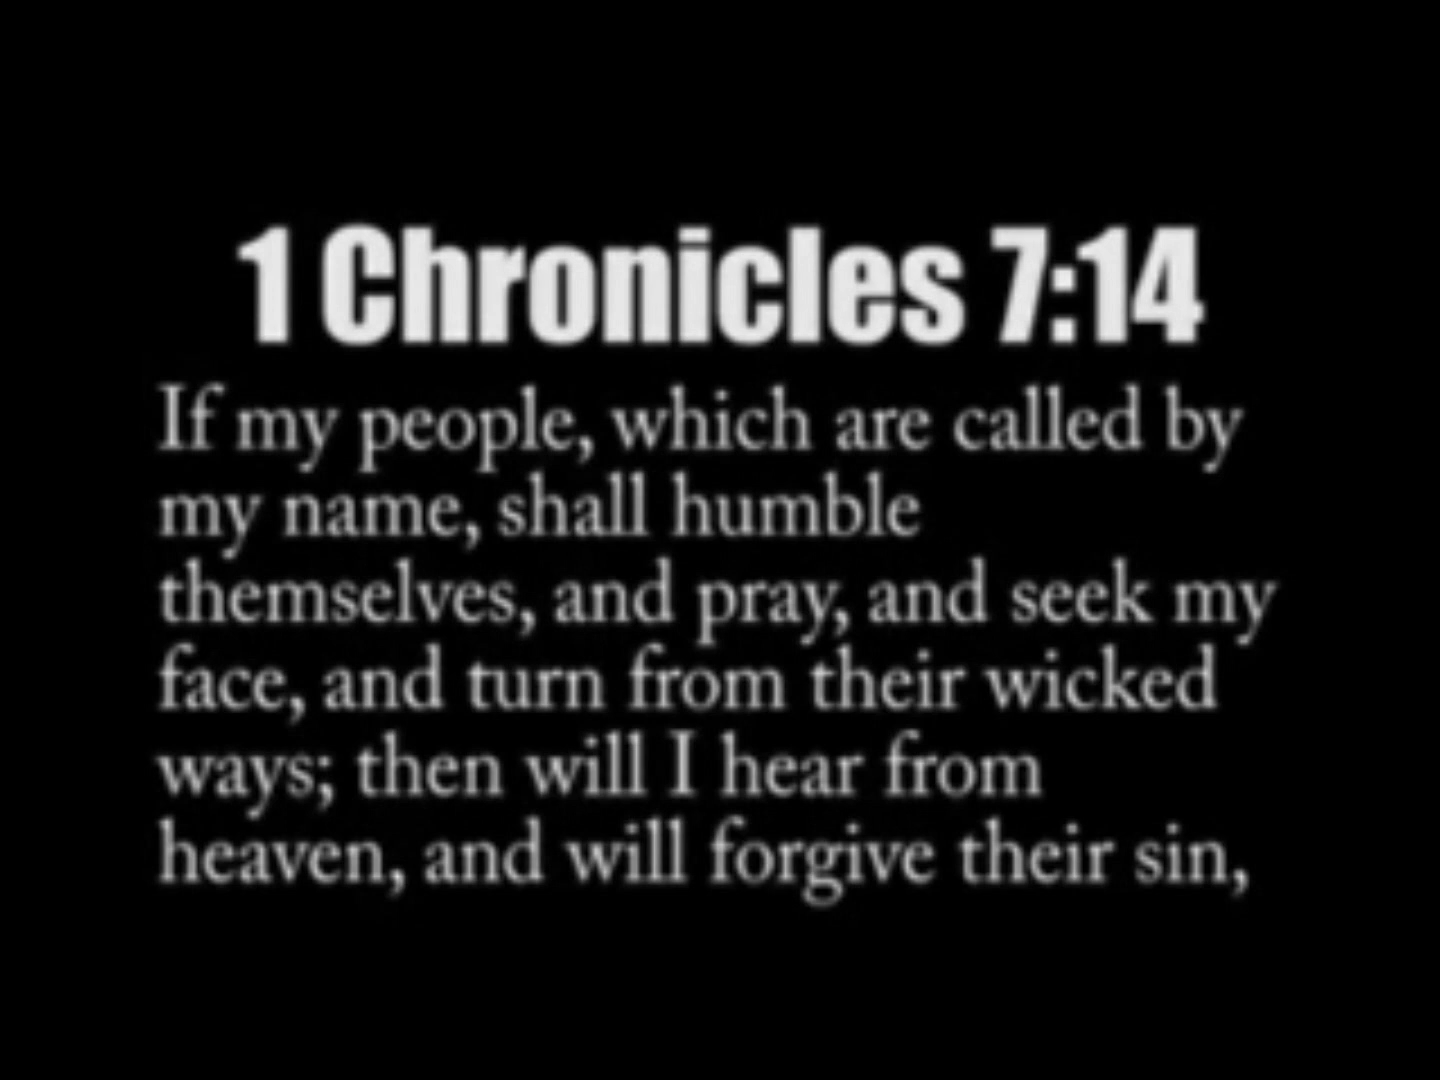 1 Chronicles 7:14
If my people, which are called by
my name, shall humble
themselves, and pray, and seek my
face, and turn from their wicked
ways; then will I hear from
heaven, and will forgive their sin,